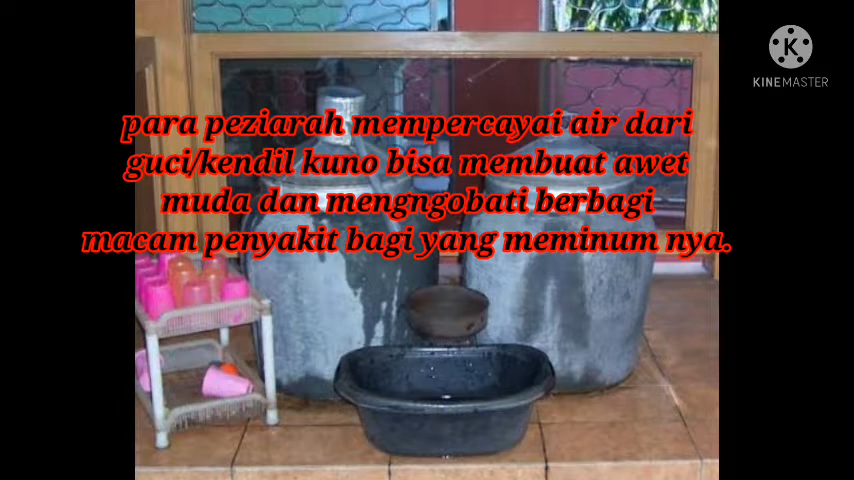 KINEMASTER
para peziarah mempercayai air dari
guci/kendil kuno bisa membuat awet
muda dan mengngobati berbagi
macam penyakit bagi yang meminum nya.